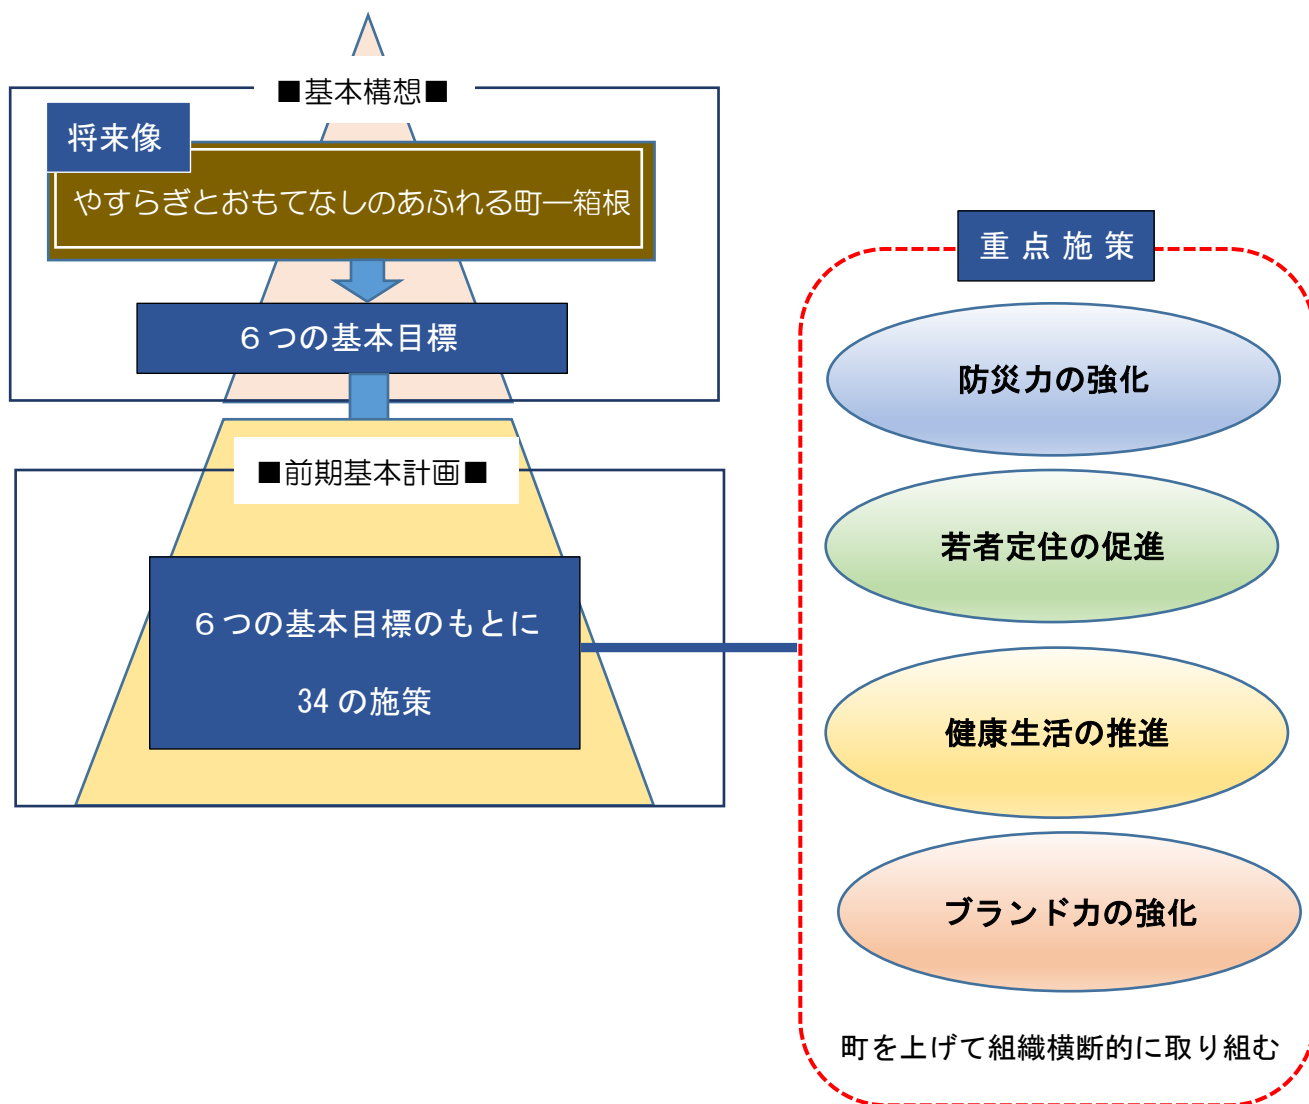 ■基本構想■
将来像
やすらぎとおもてなしのあふれる町―箱根
６つの基本目標
■前期基本計画■
６つの基本目標のもとに
34の施策
重点施策
防災力の強化
若者定住の促進
健康生活の推進
ブランド力の強化
町を上げて組織横断的に取り組む